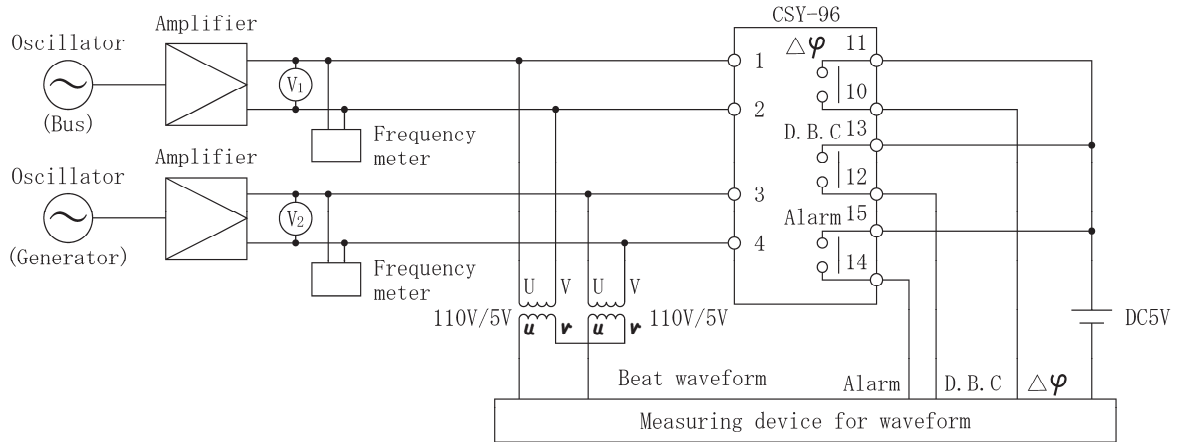 CSY-96
Amplifier
Oscillator
(Bus)
V1
Frequency
meter
1
2
△φ
11
10
D.B.C
13
12
Alarm
15
14
3
4
Amplifier
Oscillator
(Generator)
V2
Frequency
meter
U
V
U
V
110V/5V
u
v
u
v
110V/5V
DC5V
Beat waveform
Alarm
D.B.C
△φ
Measuring device for waveform